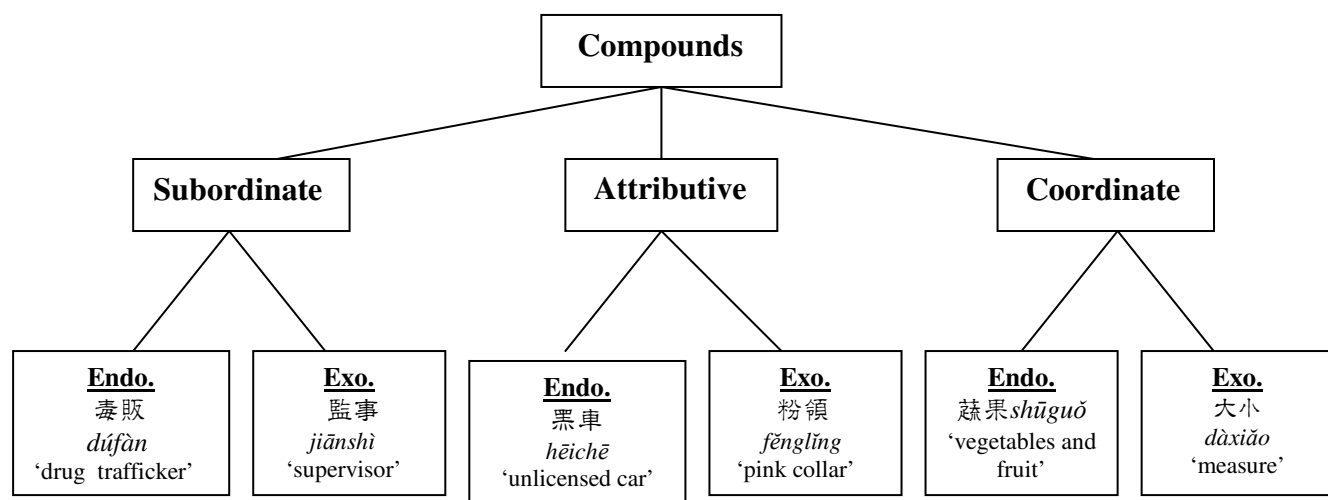 Compounds
Subordinate
Attributive
Coordinate
Endo.
毒販
dúfàn
‘drug trafficker’
Exo.
監事
jiānshì
‘supervisor’
Endo.
黑車
hēichē
‘unlicensed car’
Exo.
粉領
fěnglǐng
‘pink collar’
Endo.
蔬果shūguǒ
‘vegetables and
fruit’
Exo.
大小
dàxiǎo
‘measure’